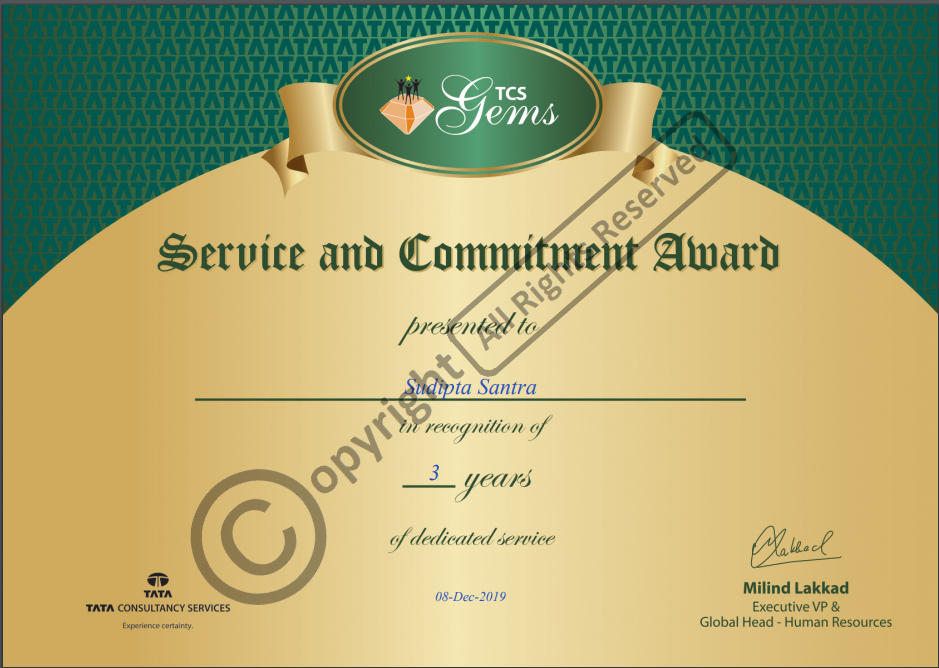 TCS
Gems
Service and Commitment Award
presented to
Sudipta Santra
in recognition of
3 years
of dedicated service
08-Dec-2019
© Copyright All Rights Reserved
TATA
TATA CONSULTANCY SERVICES
Experience certainty.
Lakkad
Milind Lakkad
Executive VP &
Global Head - Human Resources